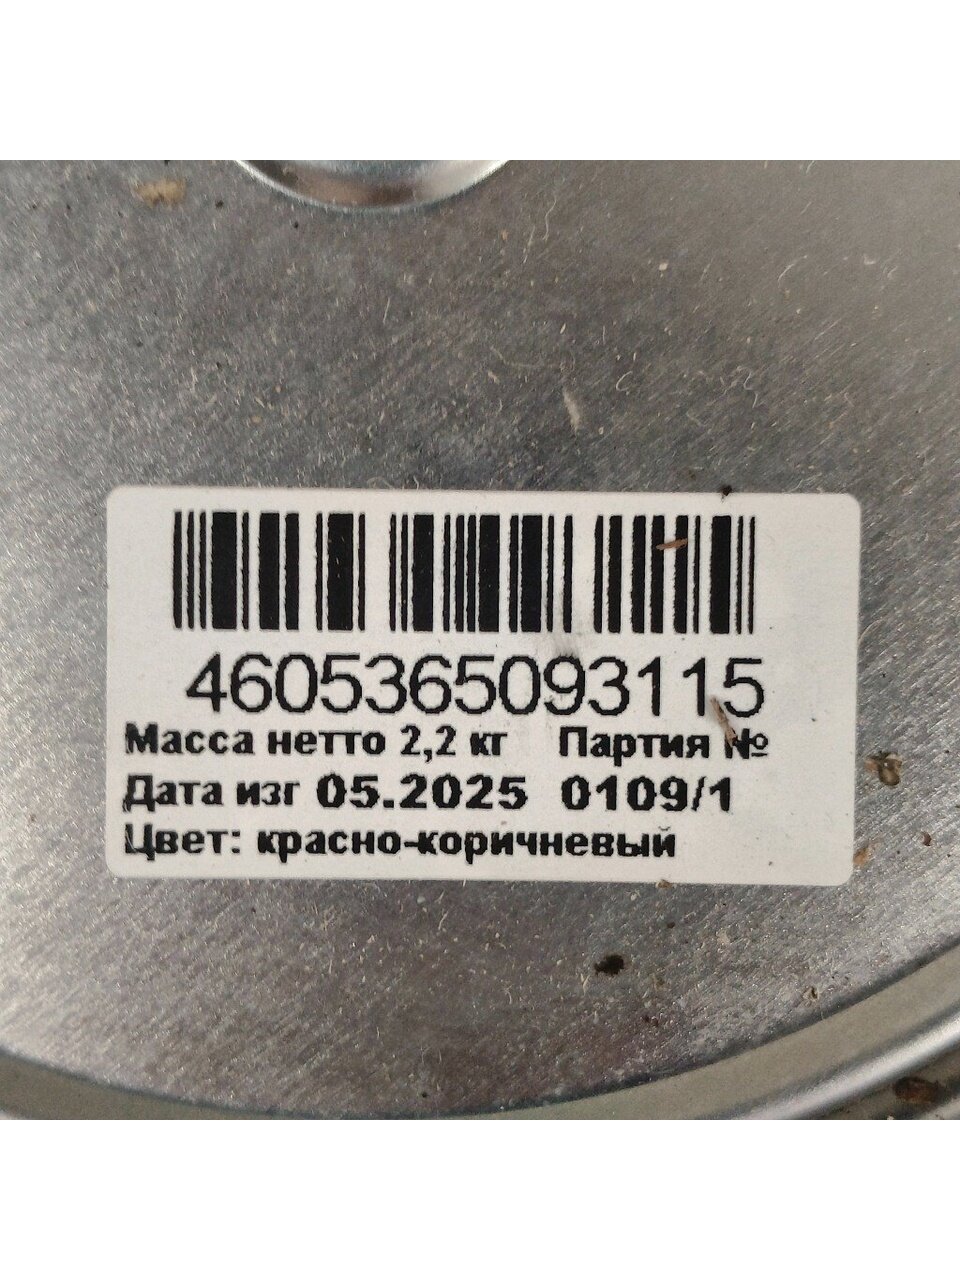 4605365093115
Масса нетто 2,2 кг Партия №
Дата изг 05.2025 0109/1
Цвет: красно-коричневый